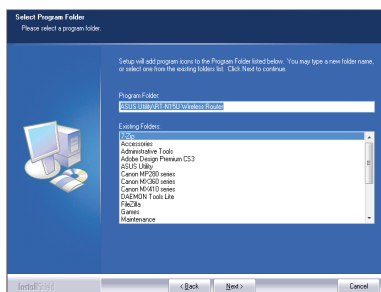 Select Program Folder
Please select a program folder.
Setup will add program icons to the Program Folder listed below. You may type a new folder name,
or select one from the existing folders list. Click Next to continue.
Program Folder:
ASUS Utility\RT-N15U Wireless Router
Existing Folders:
7-Zip
Accessories
Administrative Tools
Adobe Design Premium CS3
ASUS Utility
Canon MP280 series
Canon MX360 series
Canon MX410 series
DAEMON Tools Lite
FileZilla
Games
Maintenance
InstallShield
< Back
Next >
Cancel